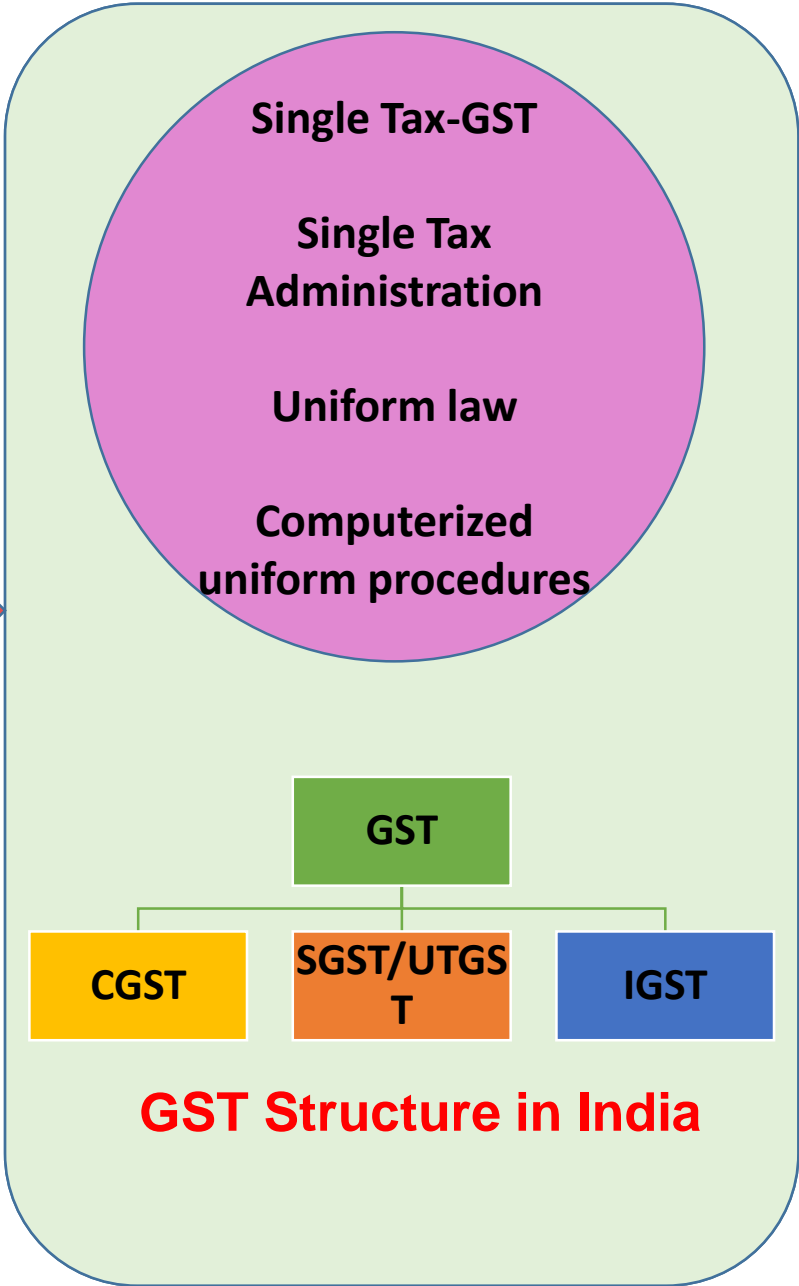 Single Tax-GST
Single Tax
Administration
Uniform law
Computerized
uniform procedures
GST
CGST
SGST/UTGS
T
IGST
GST Structure in India